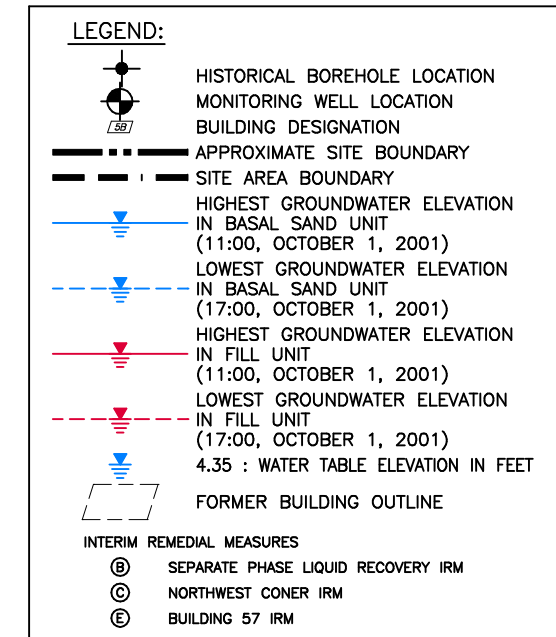 LEGEND:
HISTORICAL BOREHOLE LOCATION
MONITORING WELL LOCATION
5B BUILDING DESIGNATION
APPROXIMATE SITE BOUNDARY
SITE AREA BOUNDARY
HIGHEST GROUNDWATER ELEVATION
IN BASAL SAND UNIT
(11:00, OCTOBER 1, 2001)
LOWEST GROUNDWATER ELEVATION
IN BASAL SAND UNIT
(17:00, OCTOBER 1, 2001)
HIGHEST GROUNDWATER ELEVATION
IN FILL UNIT
(11:00, OCTOBER 1, 2001)
LOWEST GROUNDWATER ELEVATION
IN FILL UNIT
(17:00, OCTOBER 1, 2001)
4.35 : WATER TABLE ELEVATION IN FEET
FORMER BUILDING OUTLINE
INTERIM REMEDIAL MEASURES
B SEPARATE PHASE LIQUID RECOVERY IRM
C NORTHWEST CONER IRM
E BUILDING 57 IRM